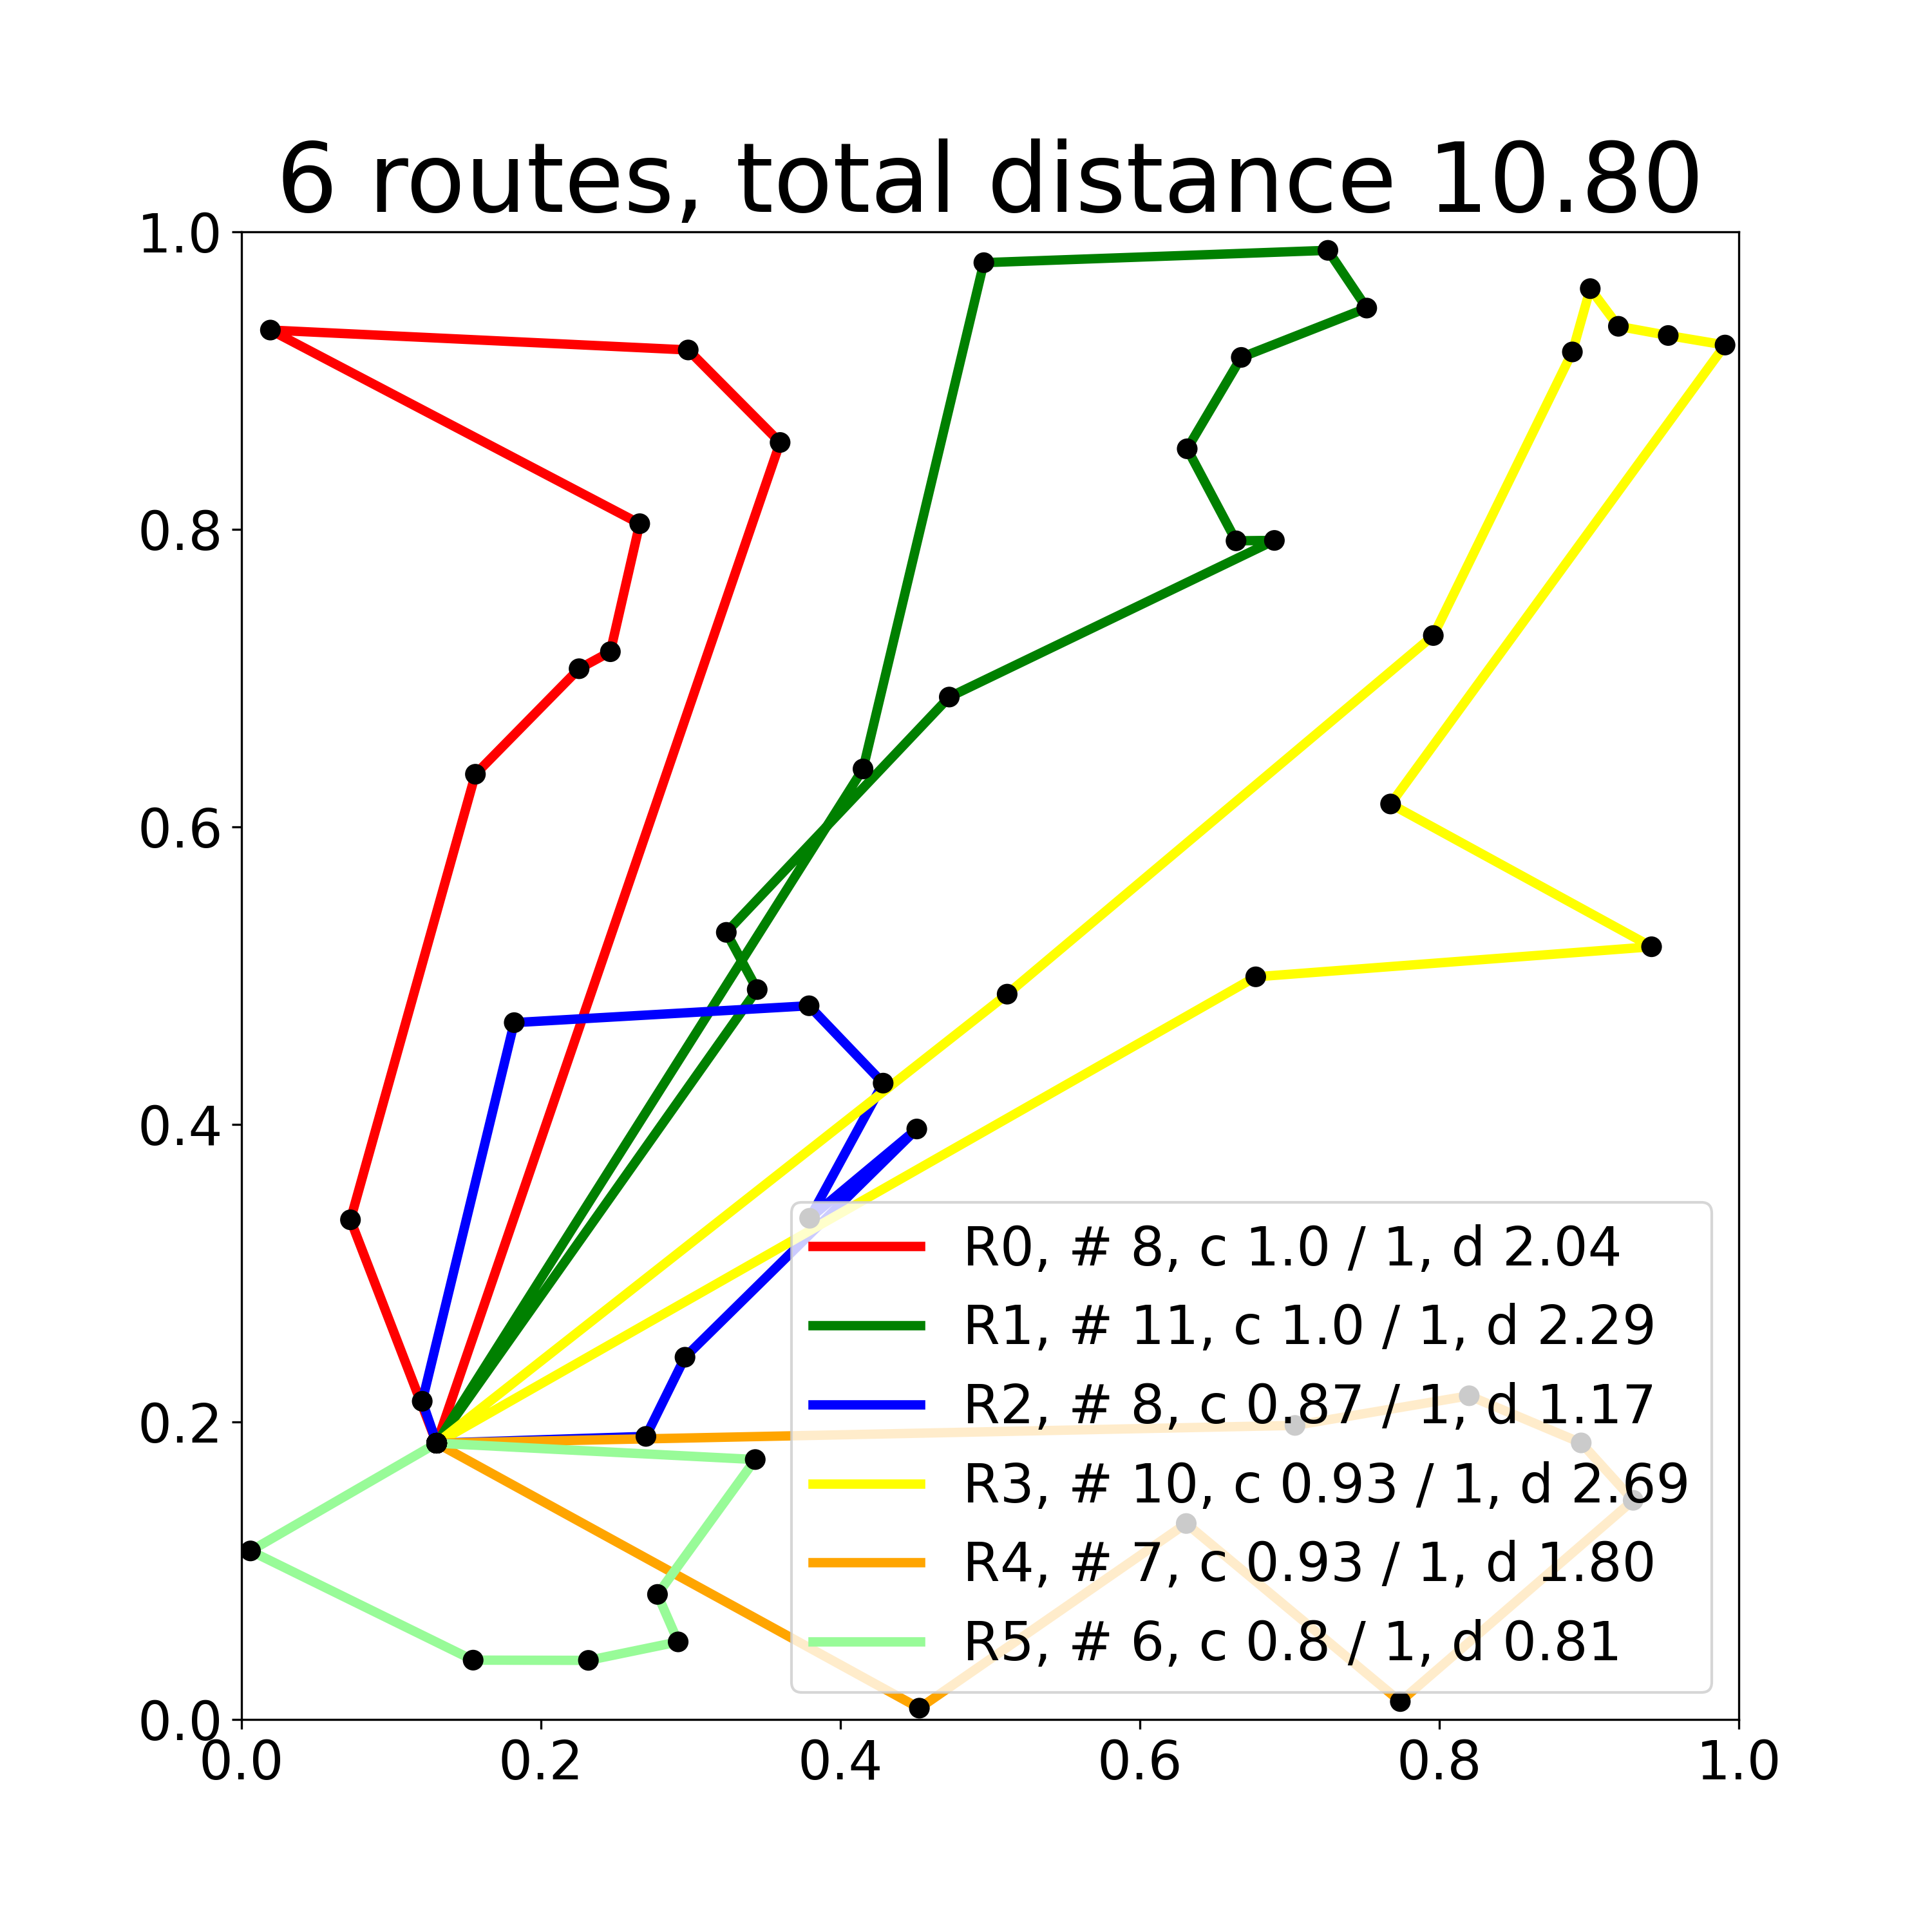 6 routes, total distance 10.80
1.0
0.8
0.6
0.4
0.2
0.0
R0, # 8, c 1.0 / 1, d 2.04
R1, # 11, c 1.0 / 1, d 2.29
R2, # 8, c 0.87 / 1, d 1.17
R3, # 10, c 0.93 / 1, d 2.69
R4, # 7, c 0.93 / 1, d 1.80
R5, # 6, c 0.8 / 1, d 0.81
0.0 0.2 0.4 0.6 0.8 1.0